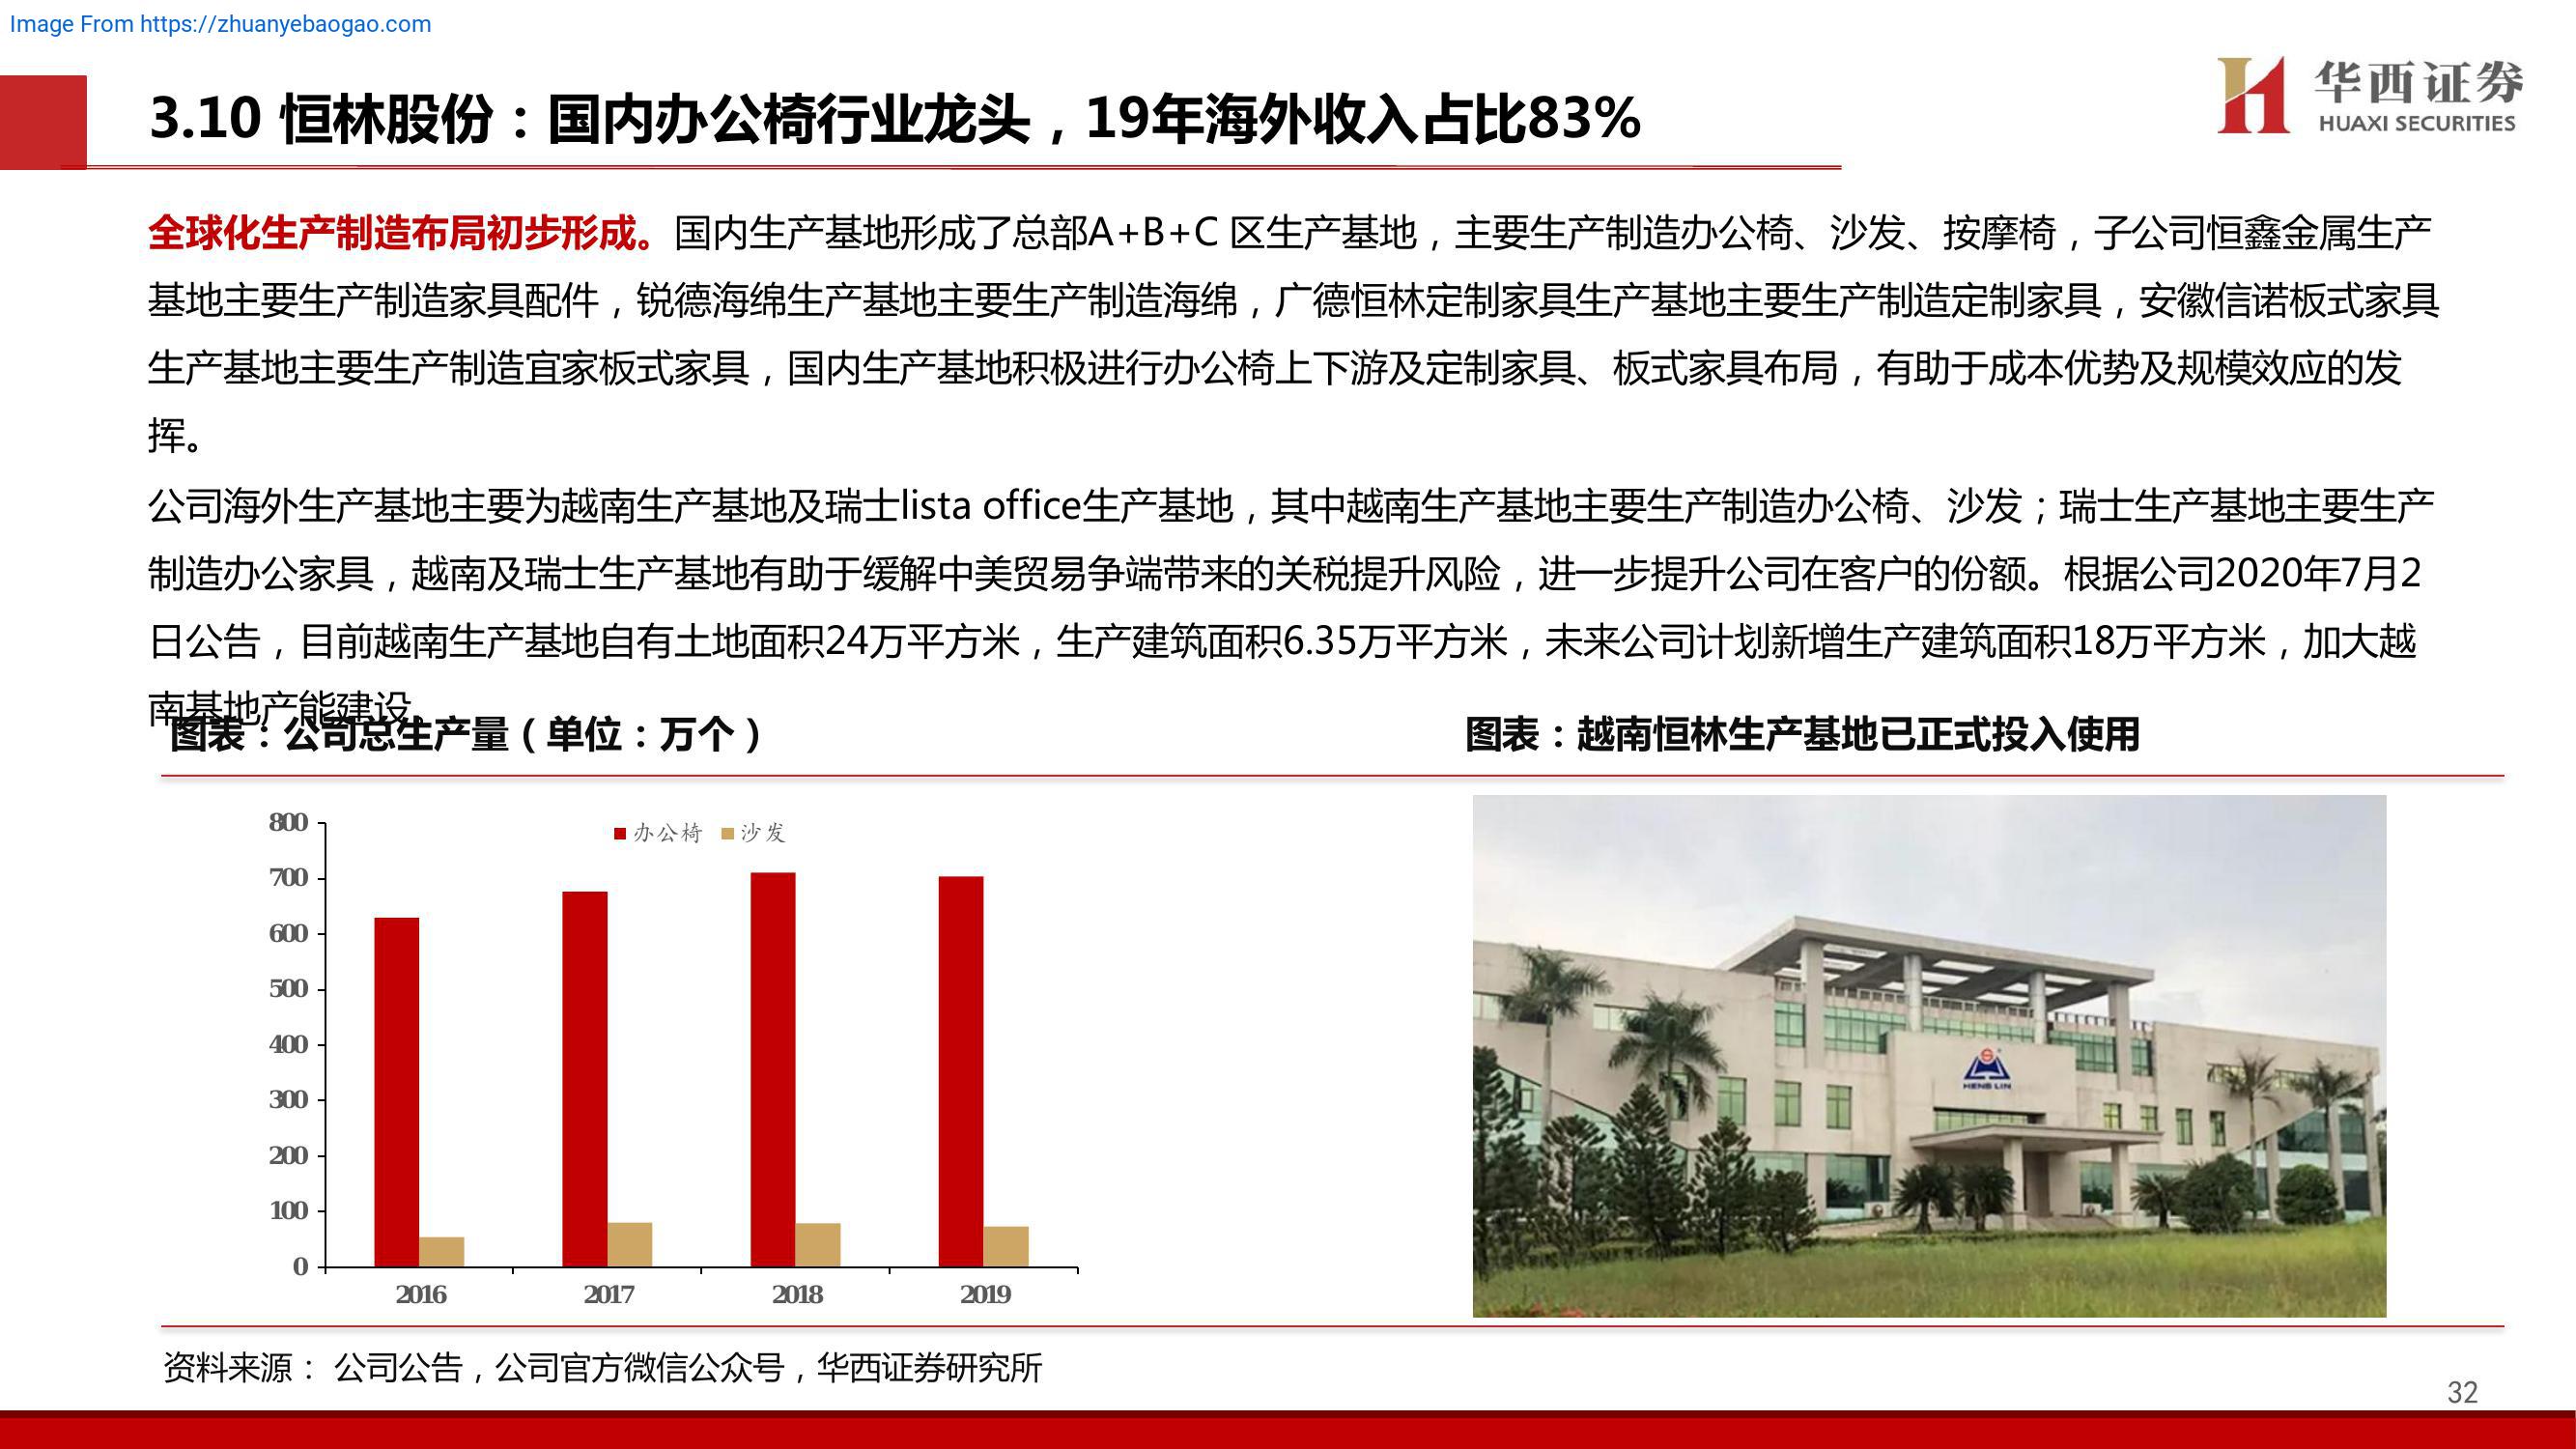 Image From https://zhuanyebaogao.com
3.10 恒林股份：国内办公椅行业龙头，19年海外收入占比83%
华西证券
HUAXI SECURITIES
全球化生产制造布局初步形成。国内生产基地形成了总部A+B+C 区生产基地，主要生产制造办公椅、沙发、按摩椅，子公司恒鑫金属生产
基地主要生产制造家具配件，锐德海绵生产基地主要生产制造海绵，广德恒林定制家具生产基地主要生产制造定制家具，安徽信诺板式家具
生产基地主要生产制造宜家板式家具，国内生产基地积极进行办公椅上下游及定制家具、板式家具布局，有助于成本优势及规模效应的发
挥。
公司海外生产基地主要为越南生产基地及瑞士lista office生产基地，其中越南生产基地主要生产制造办公椅、沙发；瑞士生产基地主要生产
制造办公家具，越南及瑞士生产基地有助于缓解中美贸易争端带来的关税提升风险，进一步提升公司在客户的份额。根据公司2020年7月2
日公告，目前越南生产基地自有土地面积24万平方米，生产建筑面积6.35万平方米，未来公司计划新增生产建筑面积18万平方米，加大越
南基地产能建设。
图表：公司总生产量（单位：万个）
图表：越南恒林生产基地已正式投入使用
办公椅 沙发
800
700
600
500
400
300
200
100
0
2016 2017 2018 2019
HENG LIN
资料来源： 公司公告，公司官方微信公众号，华西证券研究所
32